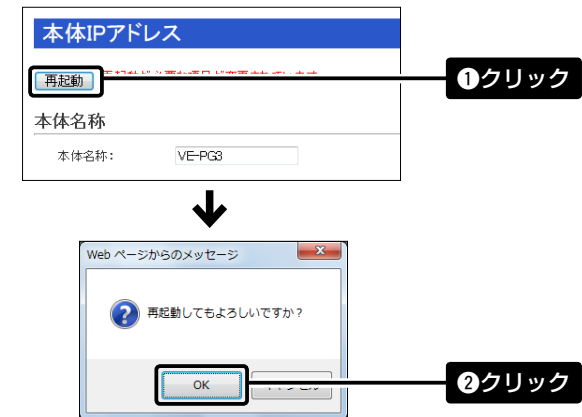 本体IPアドレス
再起動
❶クリック
本体名称
本体名称:
VE-PG3
Web ページからのメッセージ
再起動してもよろしいですか?
OK
❷クリック